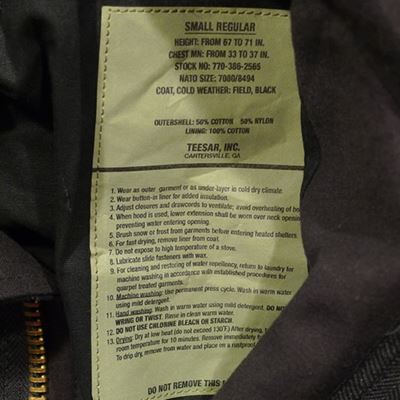 SMALL REGULAR
HEIGHT: FROM 67 TO 71 IN.
CHEST MN: FROM 33 TO 37 IN.
STOCK NO: 770-386-2565
NATO SIZE: 7080/8494
COAT, COLD WEATHER: FIELD, BLACK
OUTERSHELL: 50% COTTON 50% NYLON
LINING: 100% COTTON
TEESAR, INC.
CANTERSVILLE, GA
1. Wear as outer garment or as under-layer in cold dry climate.
2. Wear button-in liner for added insulation.
3. Adjust closures and drawcords to ventilate; avoid overheating of bo
4. When hood is used, lower extension shall be worn over neck opening
preventing water entering.
5. Brush snow or frost from garments before entering heated shelters.
6. For fast drying, remove liner from coat.
7. Do not expose to high temperature of a stove.
8. Lubricate slide fasteners with wax.
9. For cleaning and restoring of water repellency, return to laundry for
machine washing in accordance with established procedures for
quarpet treated garments.
10. Machine washing: Use permanent press cycle. Wash in warm water
using mild detergent.
11. Hand washing: Wash in warm water using mild detergent. DO NO
WRING OR TWIST. Rinse in clean warm water.
12. DO NOT USE CHLORINE BLEACH OR STARCH.
13. Drying: Dry at low heat (do not exceed 130'F). After drying,
room temperature for 10 minutes. Remove immediately
To drip dry, remove from water and place on a rustproof
DO NOT REMOVE THIS